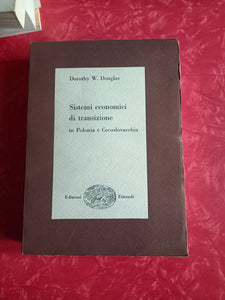 Dorothy W. Douglas
Sistemi economici
di transizione
in Polonia e Cecoslovacchia
Edizioni Einaudi